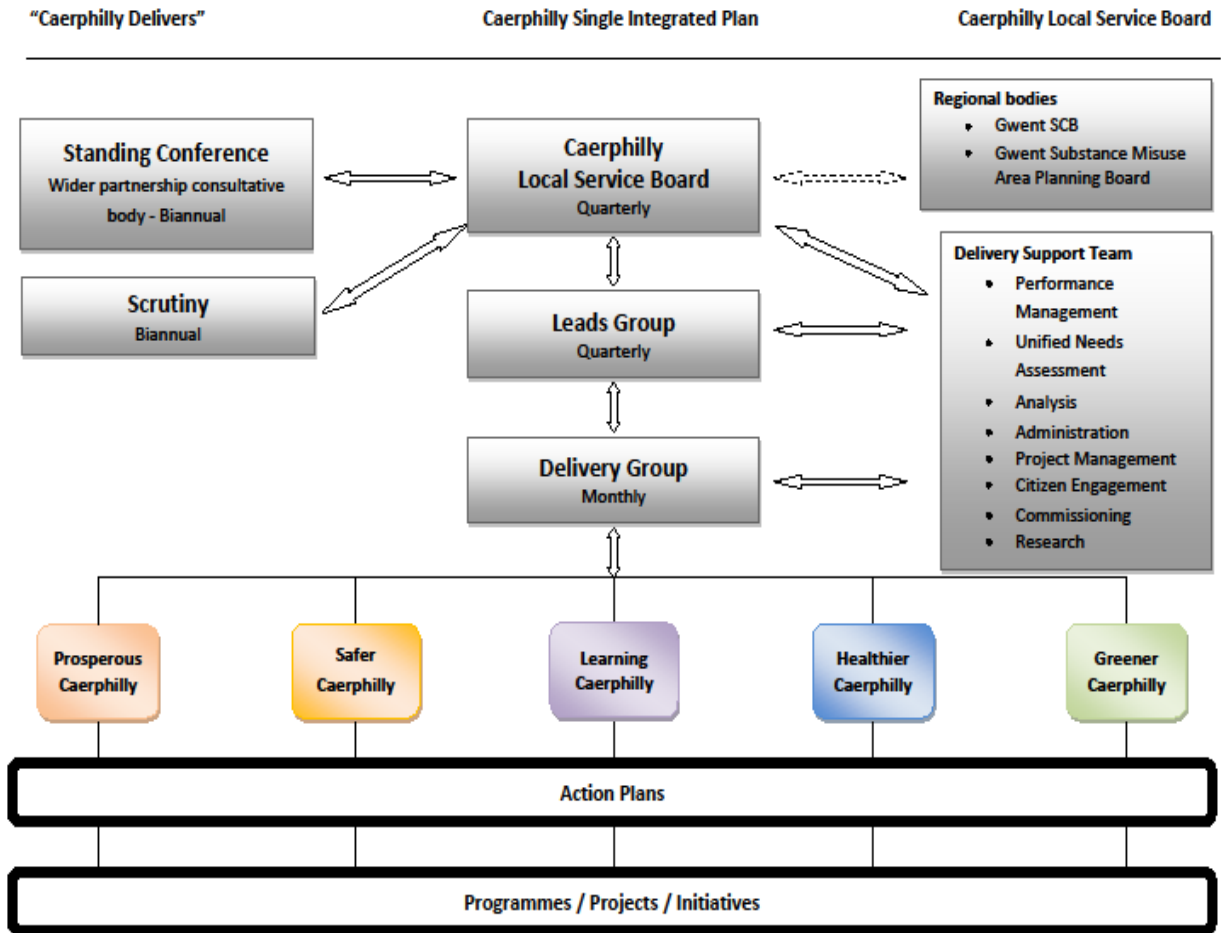 “Caerphilly Delivers”
Caerphilly Single Integrated Plan
Caerphilly Local Service Board
Standing Conference
Wider partnership consultative
body - Biannual
Scrutiny
Biannual
Caerphilly
Local Service Board
Quarterly
Leads Group
Quarterly
Delivery Group
Monthly
Regional bodies
• Gwent SCB
• Gwent Substance Misuse
Area Planning Board
Delivery Support Team
• Performance
Management
• Unified Needs
Assessment
• Analysis
• Administration
• Project Management
• Citizen Engagement
• Commissioning
• Research
Prosperous
Caerphilly
Safer
Caerphilly
Learning
Caerphilly
Healthier
Caerphilly
Greener
Caerphilly
Action Plans
Programmes / Projects / Initiatives